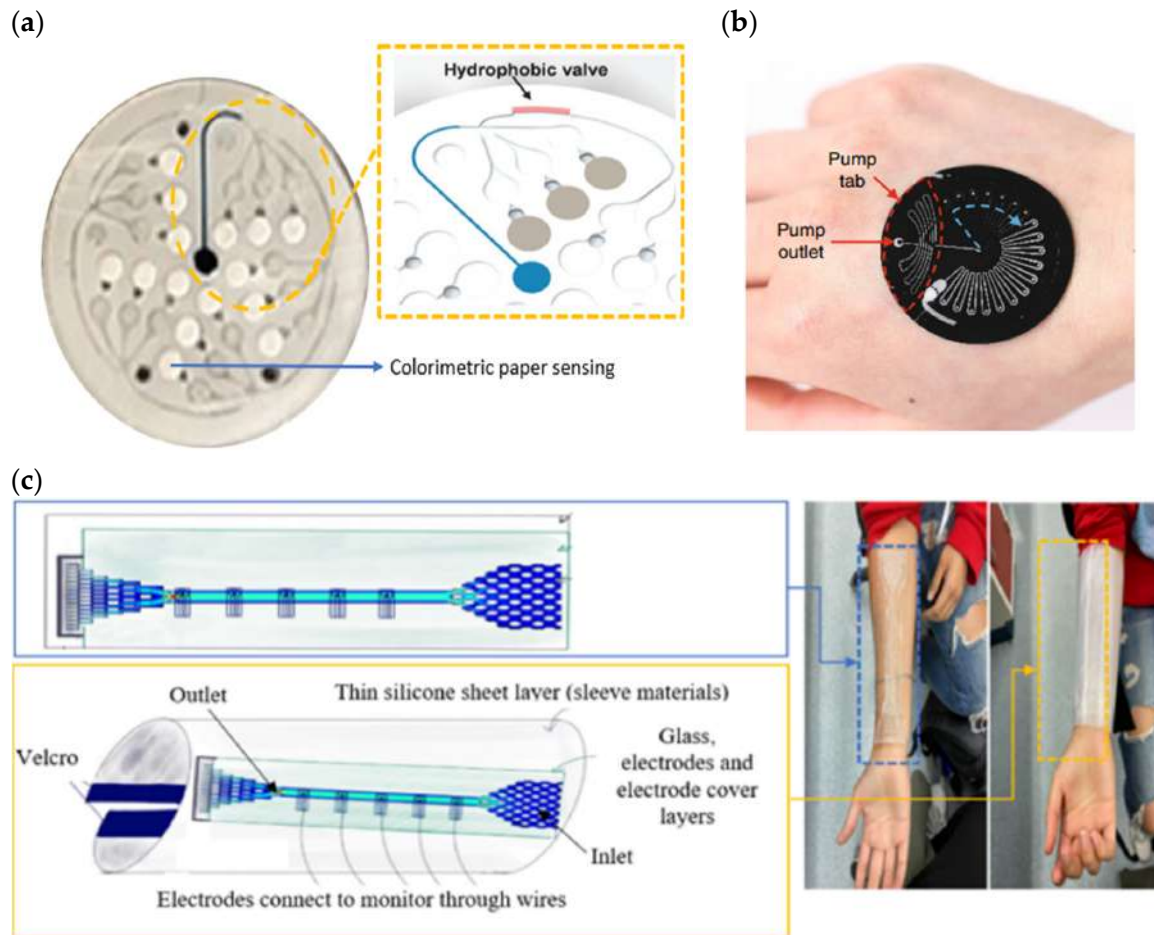 (a)
(b)
Hydrophobic valve
Pump
tab
Pump
outlet
Colorimetric paper sensing
(c)
Outlet
Thin silicone sheet layer (sleeve materials)
Velcro
Glass,
electrodes and
electrode cover
layers
Inlet
Electrodes connect to monitor through wires